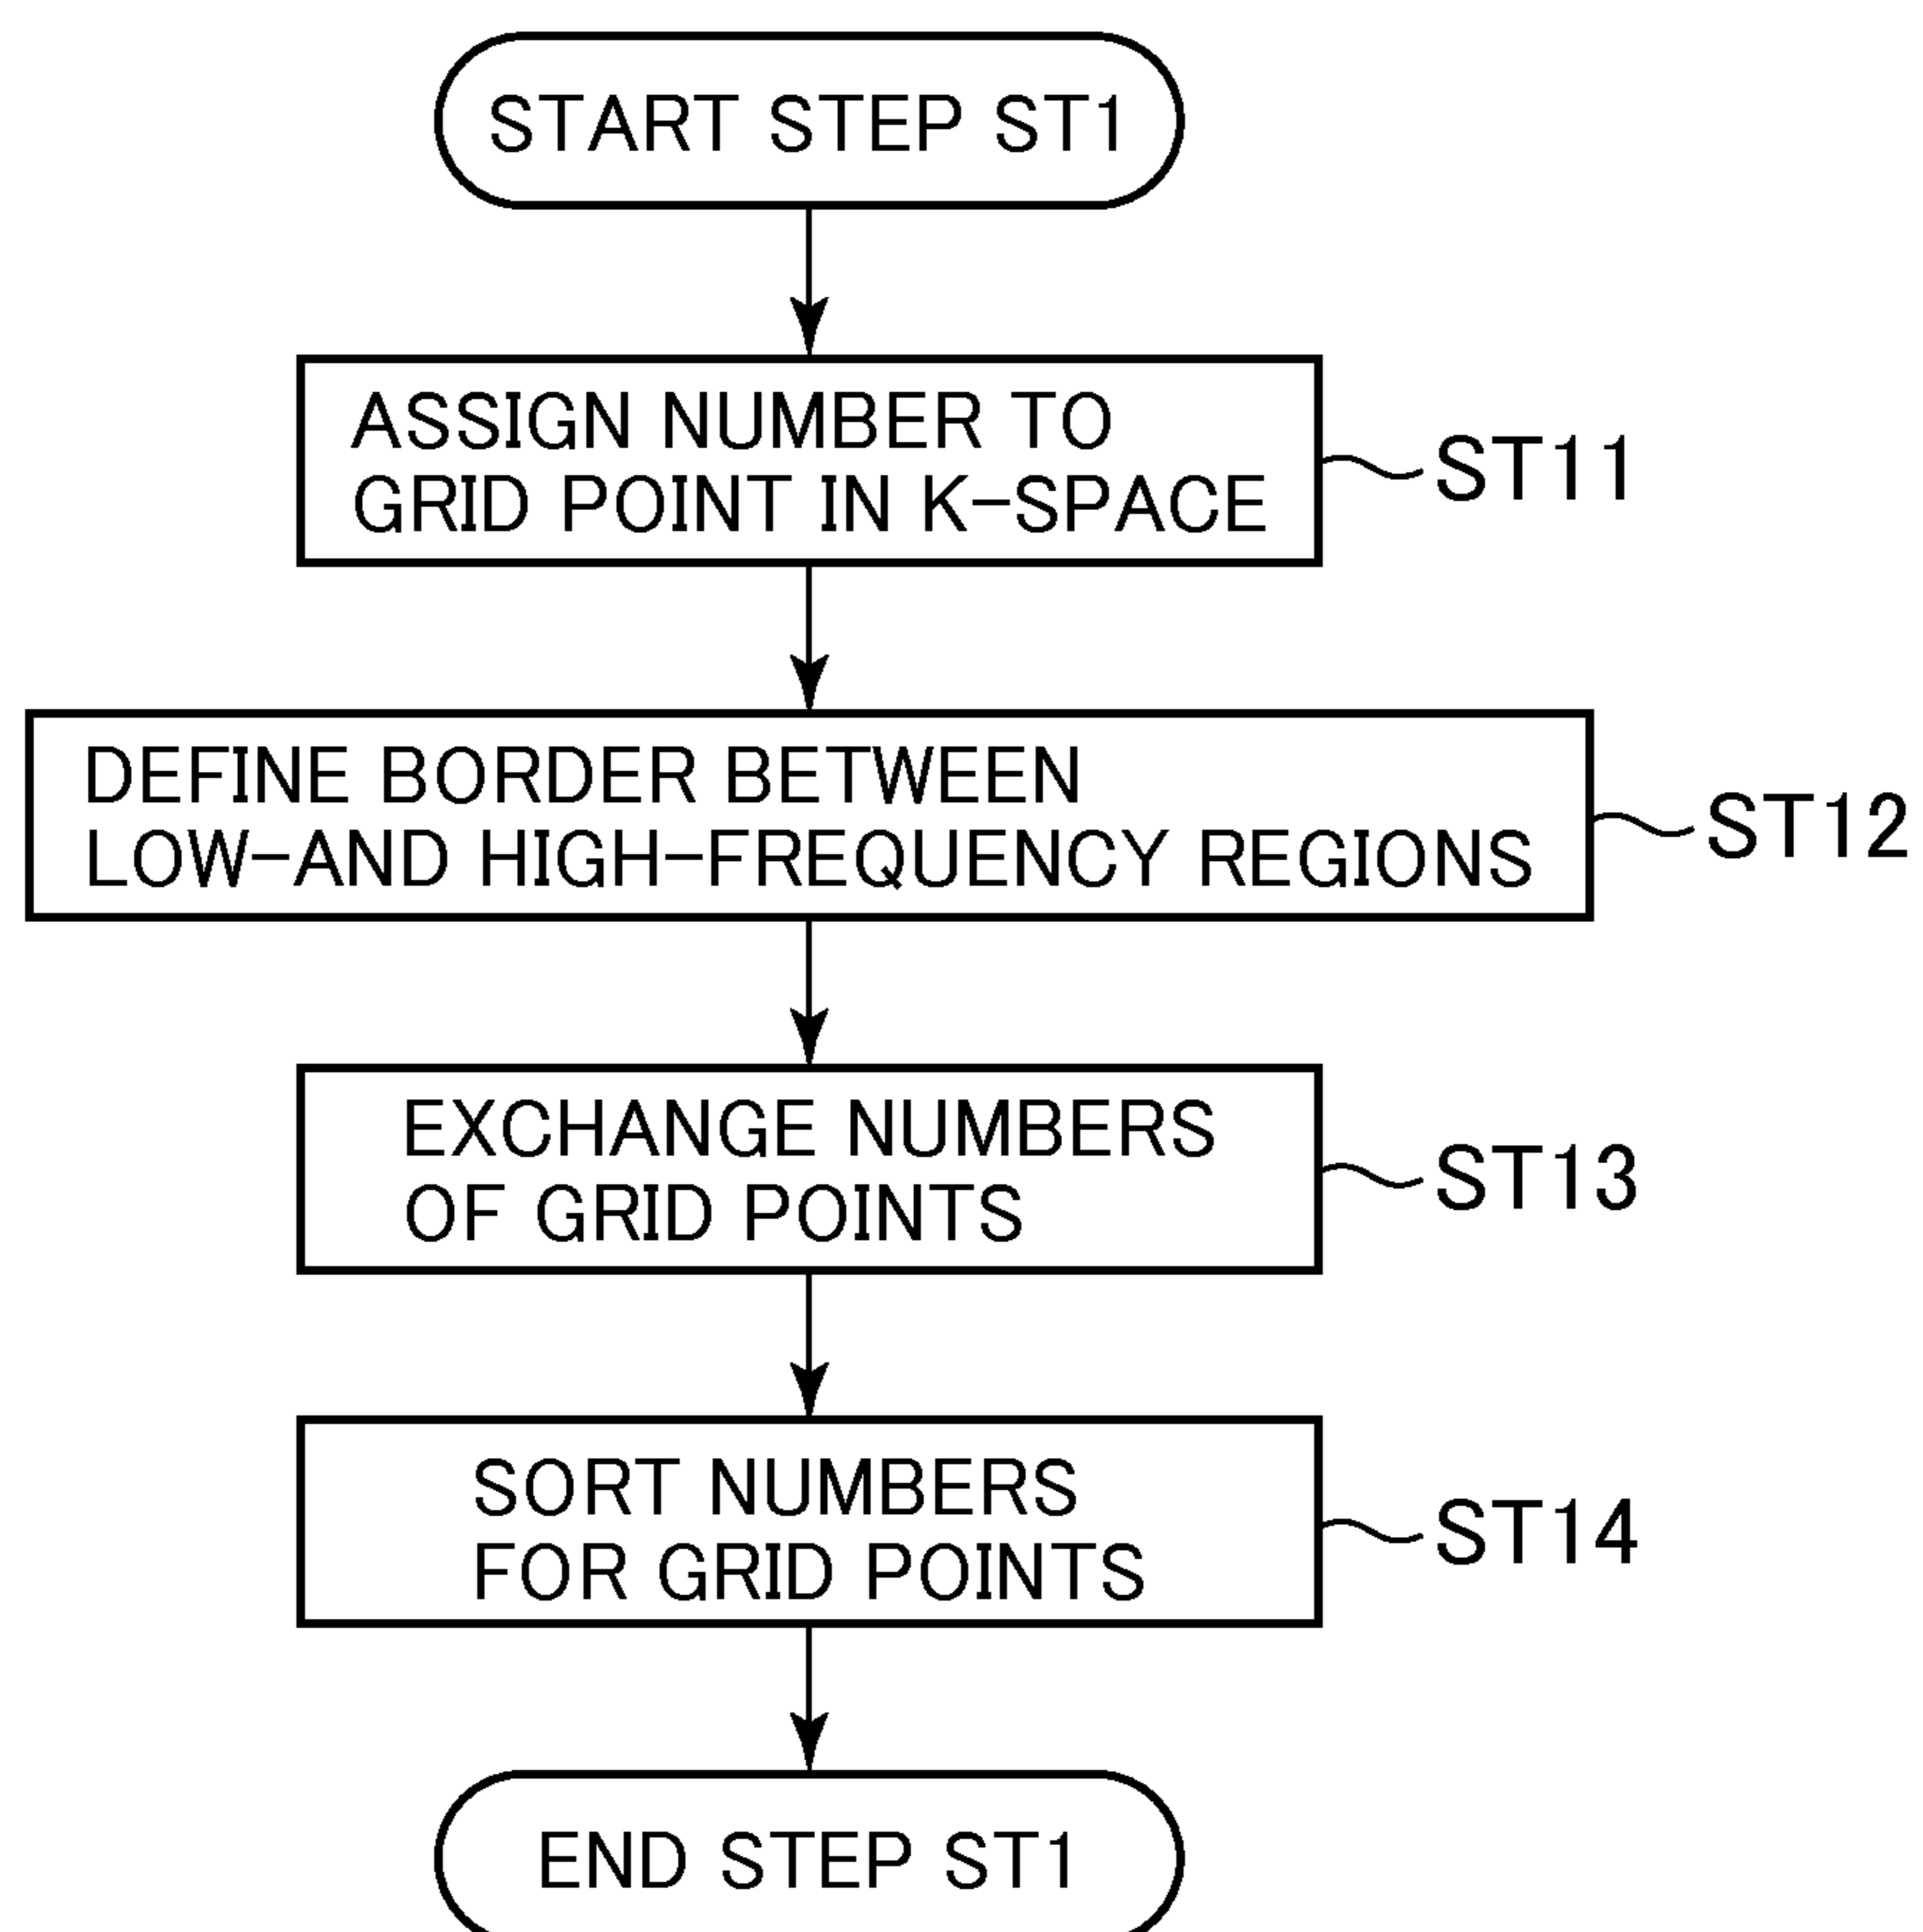 START STEP ST1
ASSIGN NUMBER TO
GRID POINT IN K-SPACE
ST11
DEFINE BORDER BETWEEN
LOW-AND HIGH-FREQUENCY REGIONS
ST12
EXCHANGE NUMBERS
OF GRID POINTS
ST13
SORT NUMBERS
FOR GRID POINTS
ST14
END STEP ST1